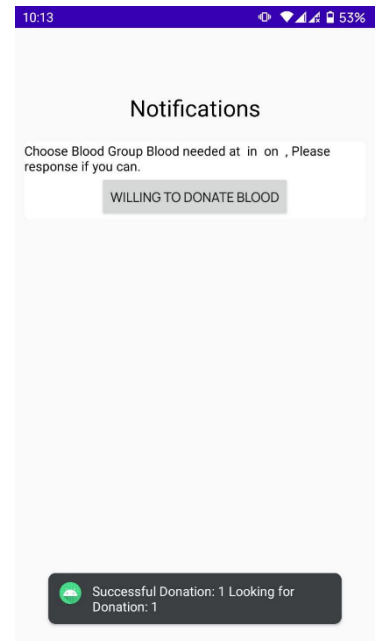 10:13 53%
Notifications
Choose Blood Group Blood needed at  in  on  , Please
response if you can.
WILLING TO DONATE BLOOD
Successful Donation: 1 Looking for
Donation: 1